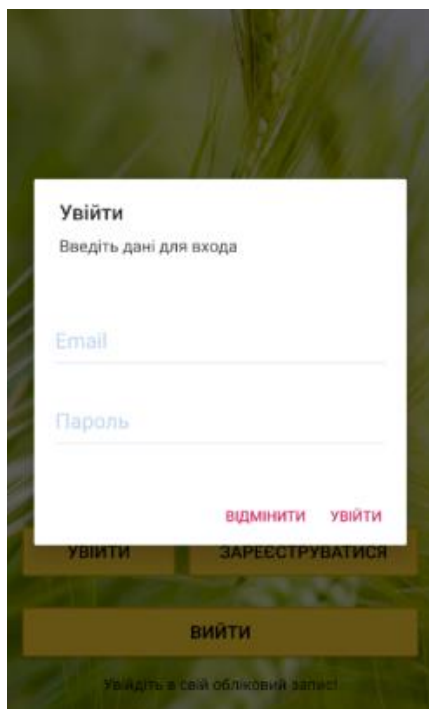 Увійти
Введіть дані для входа
Email
Пароль
ВІДМІНИТИ УВІЙТИ
УВІЙТИ ЗАРЕЄСТРУВАТИСЯ
ВИЙТИ
Увійдіть в свій обліковий запис!